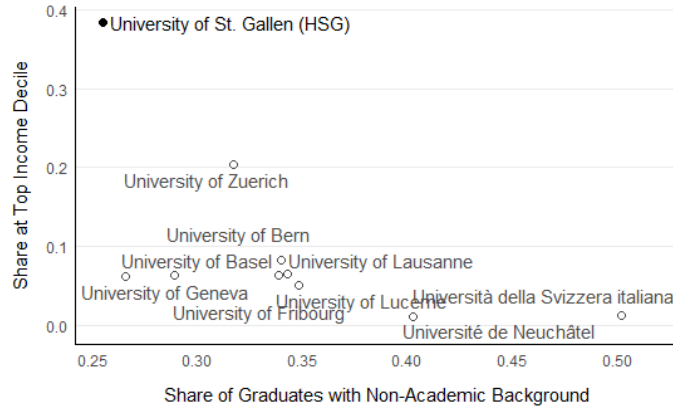 0.4
University of St. Gallen (HSG)
0.3
Share at Top Income Decile
0.2
University of Zuerich
University of Bern
0.1
University of Basel
University of Lausanne
University of Geneva
University of Lucerne
Università della Svizzera italiana
University of Fribourg
0.0
Université de Neuchâtel
0.25 0.30 0.35 0.40 0.45 0.50
Share of Graduates with Non-Academic Background